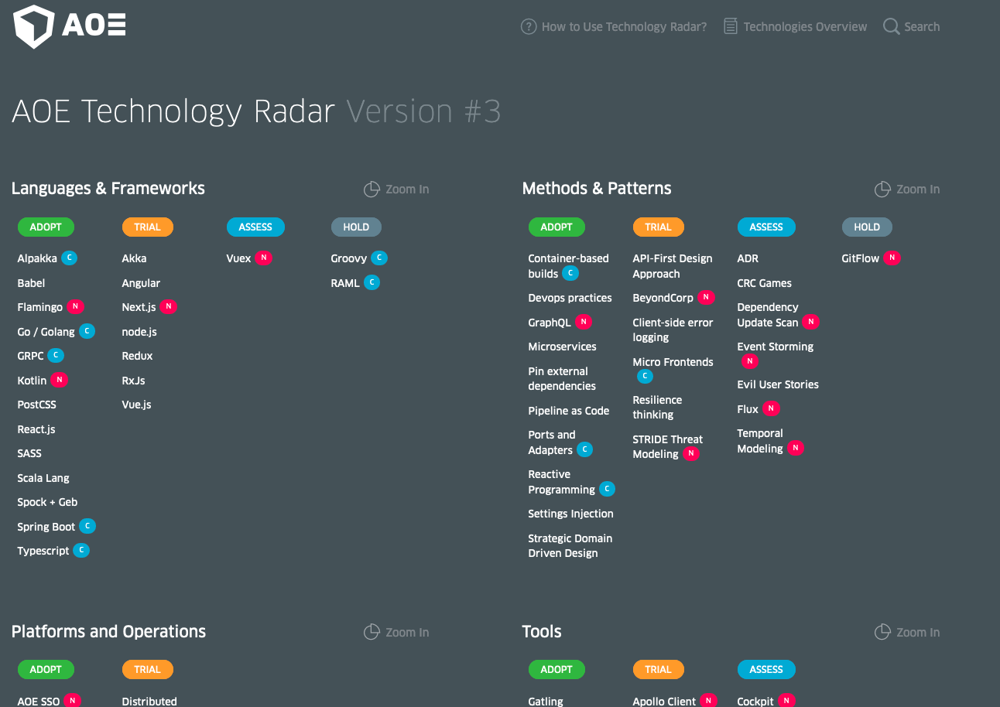 AOE
How to Use Technology Radar?
Technologies Overview
Search
AOE Technology Radar Version #3
Languages & Frameworks
Zoom In
ADOPT
Alpakka C
Babel
Flamingo N
Go / Golang C
GRPC C
Kotlin N
PostCSS
React.js
SASS
Scala Lang
Spock + Geb
Spring Boot C
Typescript C
TRIAL
Akka
Angular
Next.js N
node.js
Redux
RxJs
Vue.js
ASSESS
Vuex N
HOLD
Groovy C
RAML C
Methods & Patterns
Zoom In
ADOPT
Container-based
builds C
Devops practices
GraphQL N
Microservices
Pin external
dependencies
Pipeline as Code
Ports and
Adapters C
Reactive
Programming C
Settings Injection
Strategic Domain
Driven Design
TRIAL
API-First Design
Approach
BeyondCorp N
Client-side error
logging
Micro Frontends
C
Resilience
thinking
STRIDE Threat
Modeling N
ASSESS
ADR
CRC Games
Dependency
Update Scan N
Event Storming
N
Evil User Stories
Flux N
Temporal
Modeling N
HOLD
GitFlow N
Platforms and Operations
Zoom In
ADOPT
AOE SSO N
TRIAL
Distributed
Tools
Zoom In
ADOPT
Gatling
TRIAL
Apollo Client N
ASSESS
Cockpit N